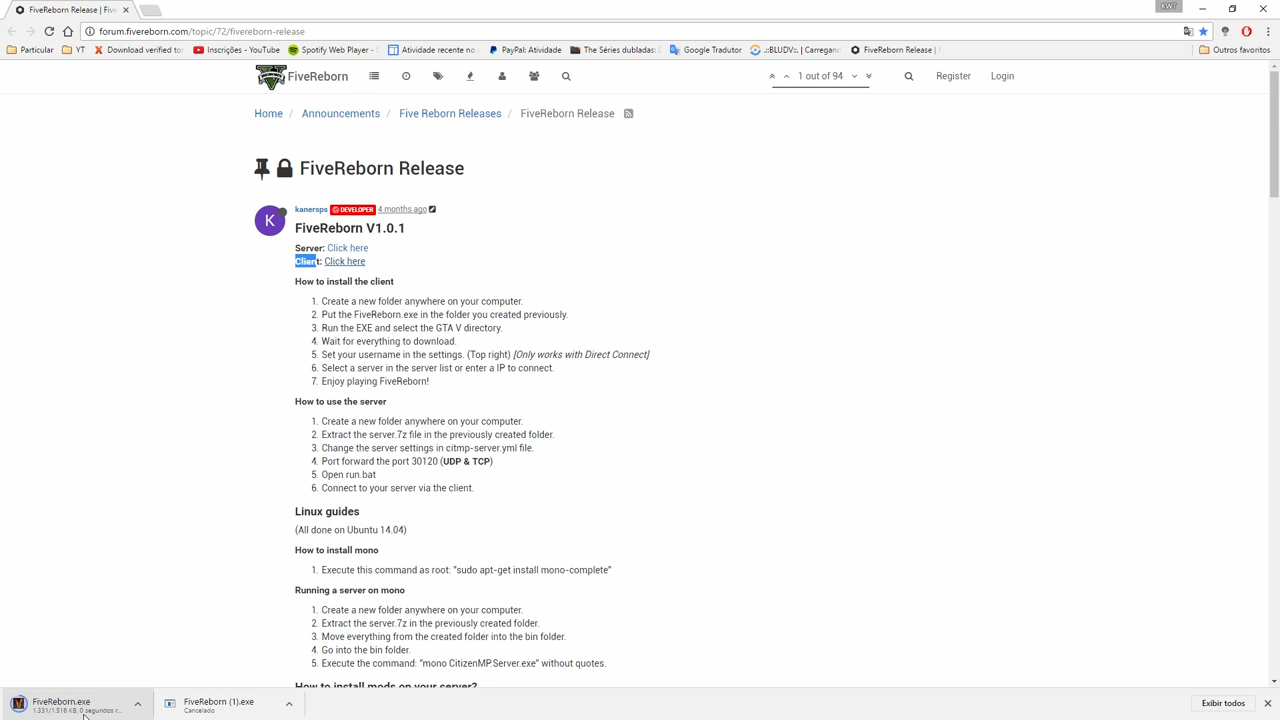 FiveReborn Release | Five
KWT
forum.fivereborn.com/topic/72/fivereborn-release
Particular
YT
Download verified tor
Inscrições - YouTube
Spotify Web Player - S
Atividade recente no
PayPal: Atividade
The Séries dubladas: 
Google Tradutor
.::BLUDV::. (Carregan
FiveReborn Release | F
Outros favoritos
FiveReborn
1 out of 94
Register
Login
Home / Announcements / Five Reborn Releases / FiveReborn Release
FiveReborn Release
K
kanersps DEVELOPER 4 months ago
FiveReborn V1.0.1
Server: Click here
Client: Click here
How to install the client
1. Create a new folder anywhere on your computer.
2. Put the FiveReborn.exe in the folder you created previously.
3. Run the EXE and select the GTA V directory.
4. Wait for everything to download.
5. Set your username in the settings. (Top right) [Only works with Direct Connect]
6. Select a server in the server list or enter a IP to connect.
7. Enjoy playing FiveReborn!
How to use the server
1. Create a new folder anywhere on your computer.
2. Extract the server.7z file in the previously created folder.
3. Change the server settings in citmp-server.yml file.
4. Port forward the port 30120 (UDP & TCP)
5. Open run.bat
6. Connect to your server via the client.
Linux guides
(All done on Ubuntu 14.04)
How to install mono
1. Execute this command as root: "sudo apt-get install mono-complete"
Running a server on mono
1. Create a new folder anywhere on your computer.
2. Extract the server.7z in the previously created folder.
3. Move everything from the created folder into the bin folder.
4. Go into the bin folder.
5. Execute the command: "mono CitizenMP.Server.exe" without quotes.
How to install mods on your server?
FiveReborn.exe
1.331/1.516 KB, 0 segundos r...
FiveReborn (1).exe
Cancelado
Exibir todos